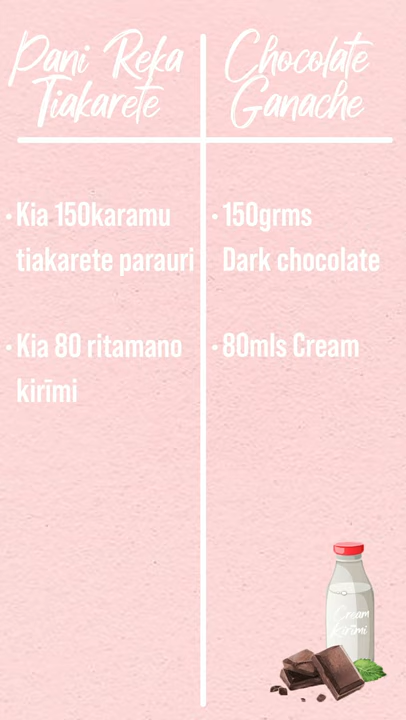 Pani Reka
Tiakarete
• Kia 150karamu
tiakarete parauri
• Kia 80 ritamano
kirīmi
Chocolate
Ganache
• 150grms
Dark chocolate
• 80mls Cream
Cream
Kirīmi